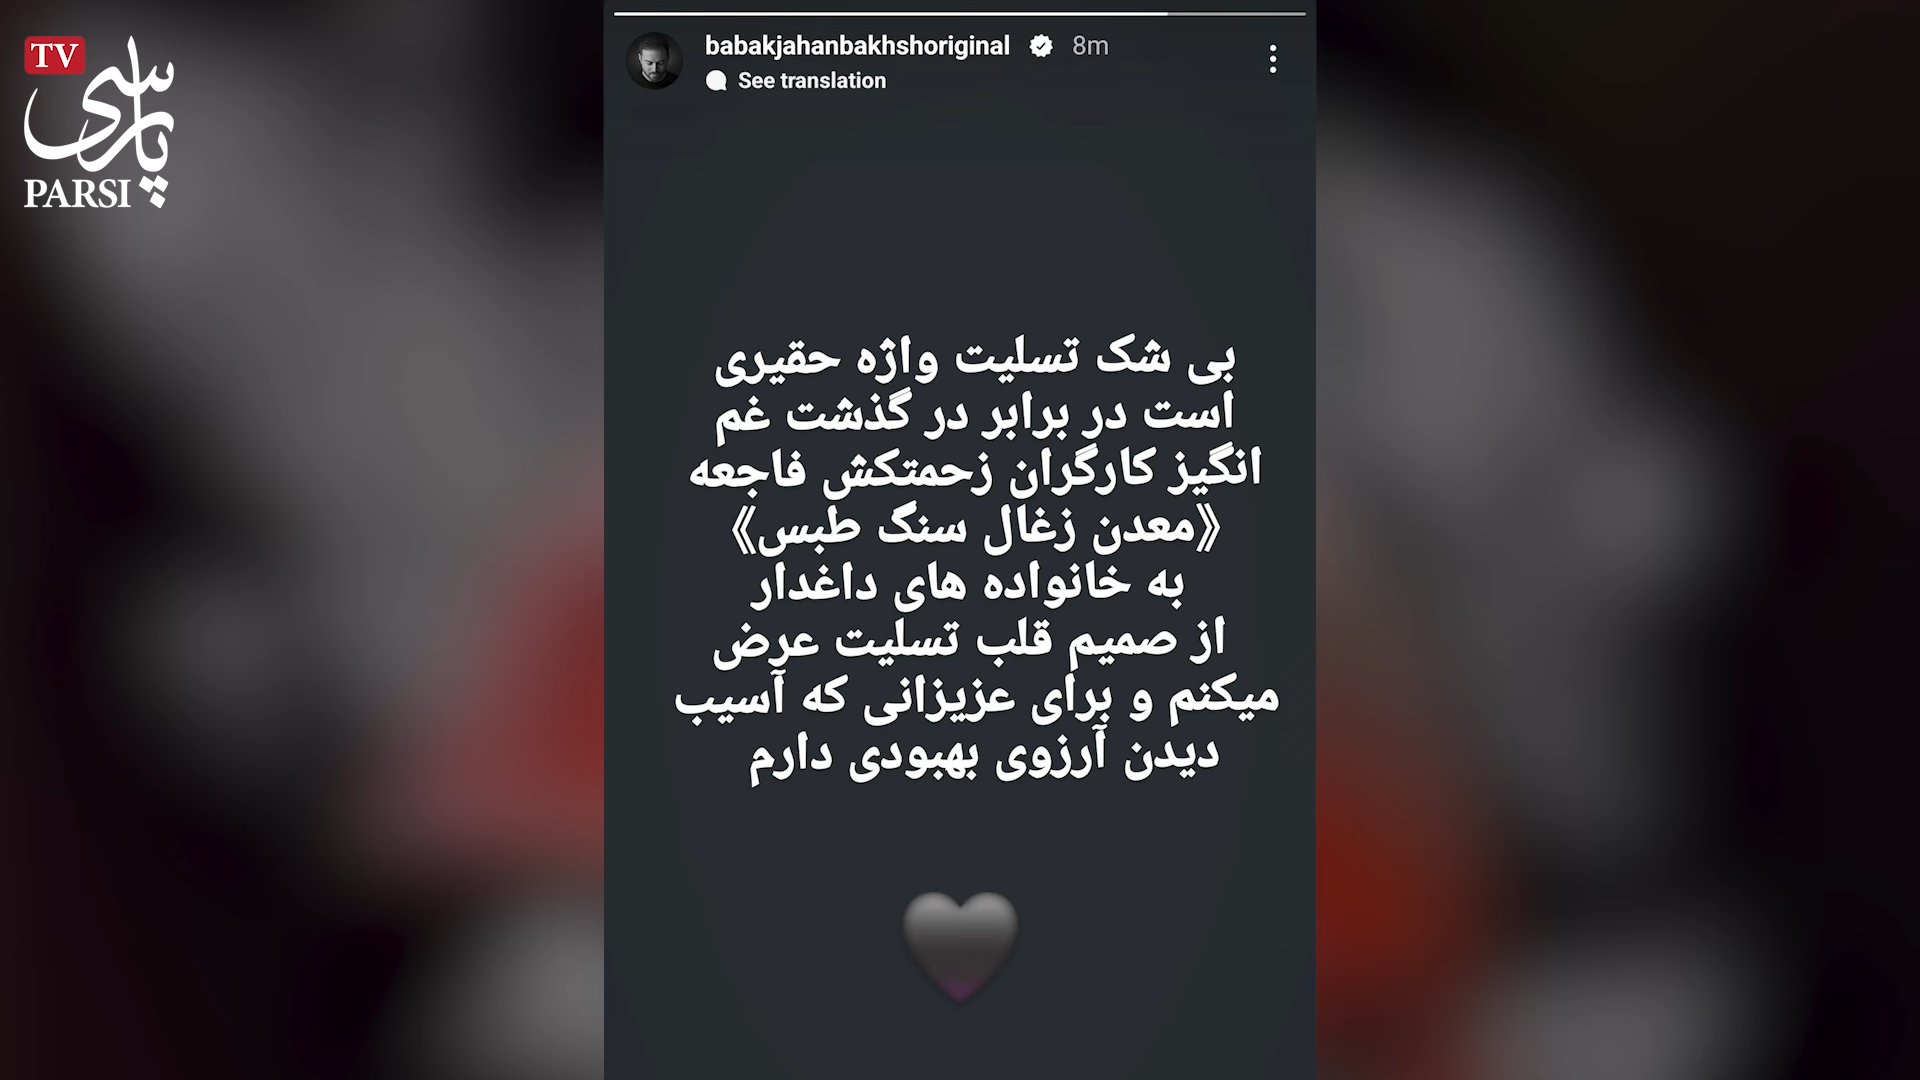 TV
پارسی
PARSI
babakjahanbakhshoriginal 8m
See translation
بی شک تسلیت واژه حقیری
است در برابر در گذشت غم
انگیز کارگران زحمتکش فاجعه
《معدن زغال سنگ طبس》
به خانواده های داغدار
از صمیم قلب تسلیت عرض
میکنم و برای عزیزانی که آسیب
دیدن آرزوی بهبودی دارم